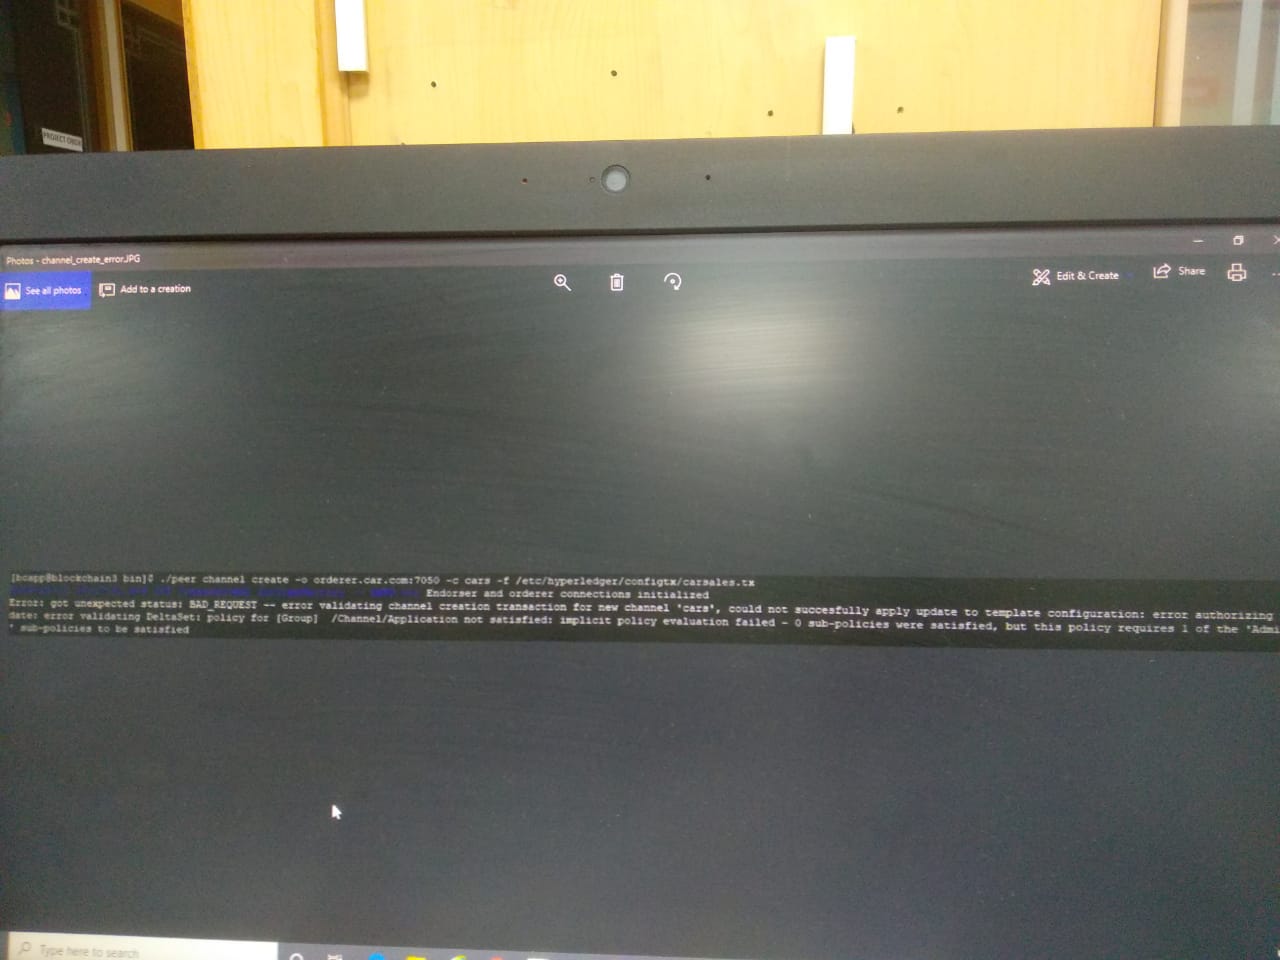 PROJECT ORDER
Photos - channel_create_error.JPG
See all photos
Add to a creation
Edit & Create
Share
[bcapp@blockchain3 bin]$ ./peer channel create -o orderer.car.com:7050 -c cars -f /etc/hyperledger/configtx/carsales.tx
Endorser and orderer connections initialized
Error: got unexpected status: BAD_REQUEST -- error validating channel creation transaction for new channel 'cars', could not succesfully apply update to template configuration: error authorizing
date: error validating DeltaSet: policy for [Group]  /Channel/Application not satisfied: implicit policy evaluation failed - 0 sub-policies were satisfied, but this policy requires 1 of the 'Admi
' sub-policies to be satisfied
Type here to search